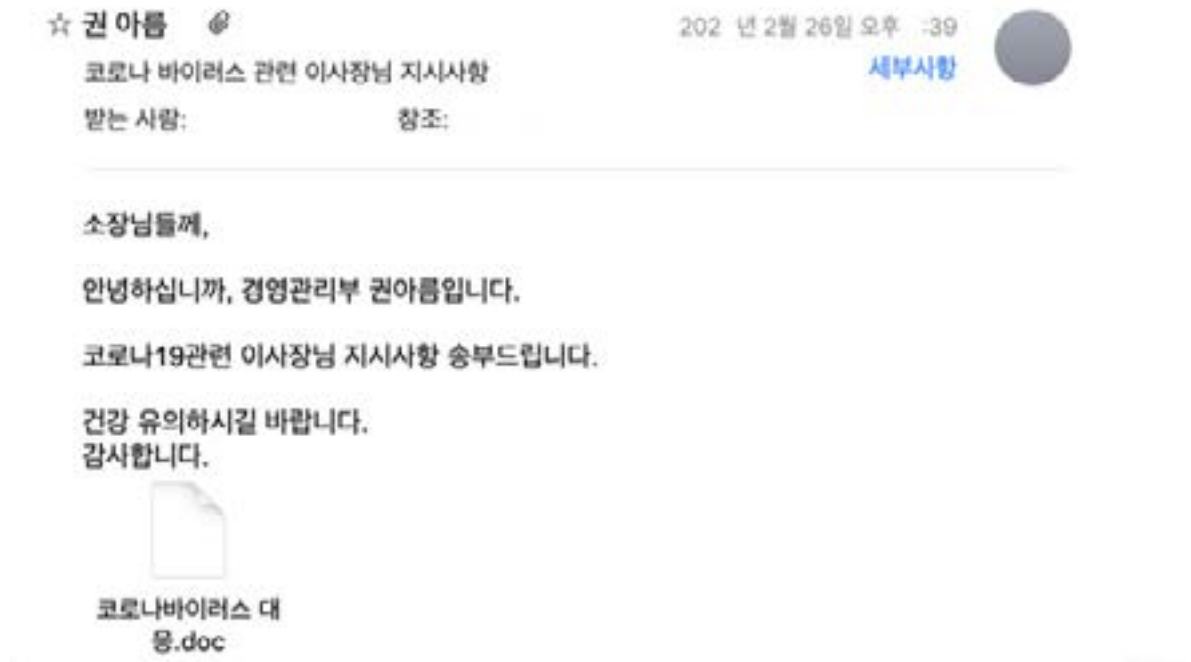 ☆ 권 아름
202 년 2월 26일 오후 :39
코로나 바이러스 관련 이사장님 지시사항
세부사항
받는 사람: 참조:
소장님들께,
안녕하십니까, 경영관리부 권아름입니다.
코로나19관련 이사장님 지시사항 송부드립니다.
건강 유의하시길 바랍니다.
감사합니다.
코로나바이러스 대
응.doc